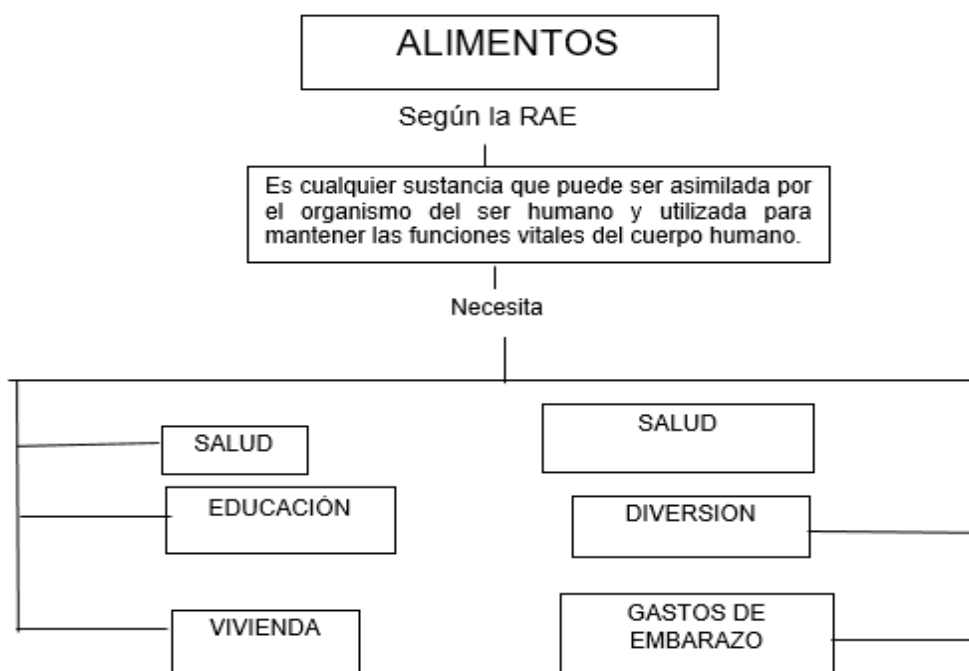 ALIMENTOS
Según la RAE
Es cualquier sustancia que puede ser asimilada por
el organismo del ser humano y utilizada para
mantener las funciones vitales del cuerpo humano.
Necesita
SALUD
EDUCACIÓN
VIVIENDA
SALUD
DIVERSION
GASTOS DE
EMBARAZO